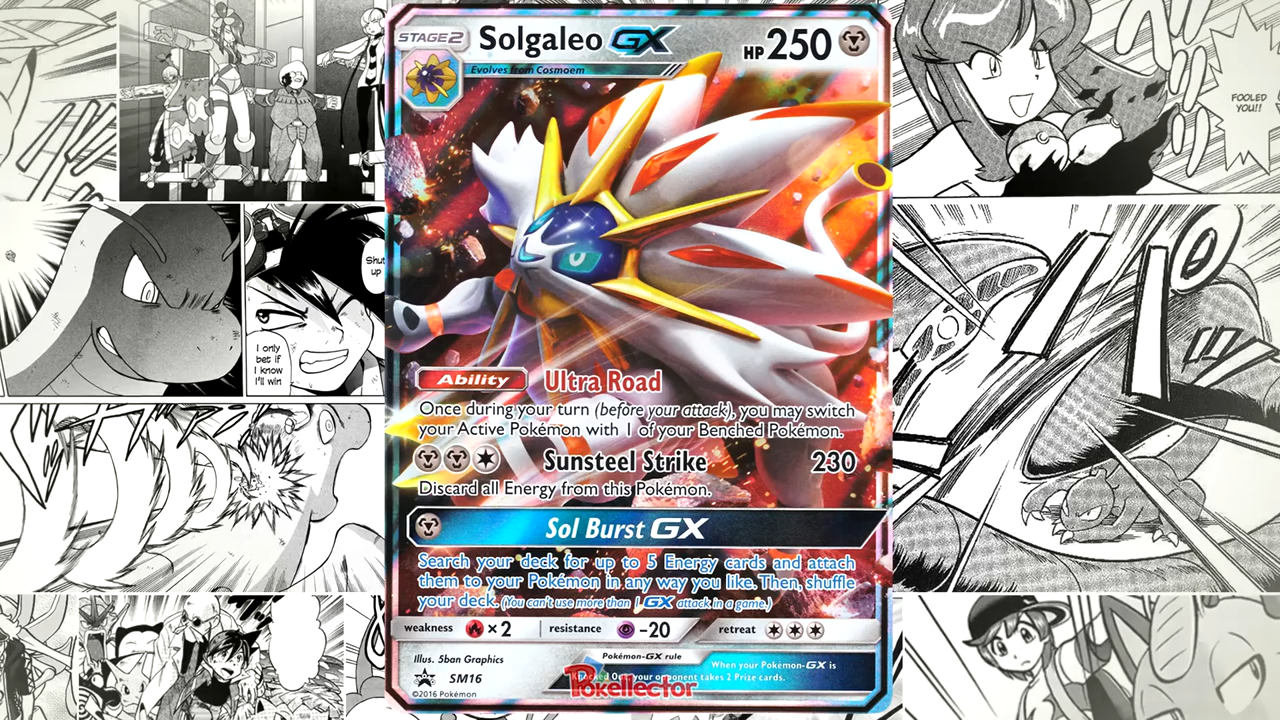 STAGE2
Solgaleo GX
HP 250
Evolves from Cosmoem
Ability Ultra Road
Once during your turn (before your attack), you may switch
your Active Pokémon with 1 of your Benched Pokémon.
Sunsteel Strike 230
Discard all Energy from this Pokémon.
Sol Burst GX
Search your deck for up to 5 Energy cards and attach
them to your Pokémon in any way you like. Then, shuffle
your deck. (You can't use more than 1 GX attack in a game.)
weakness ×2 resistance -20 retreat
Illus. 5ban Graphics
SM16
©2016 Pokémon
Pokémon-GX rule
When your Pokémon-GX is
Knocked Out, your opponent takes 2 Prize cards.
Pokellector
Shut
up
I only
bet if
I know
I'll win
FOOLED
YOU!!